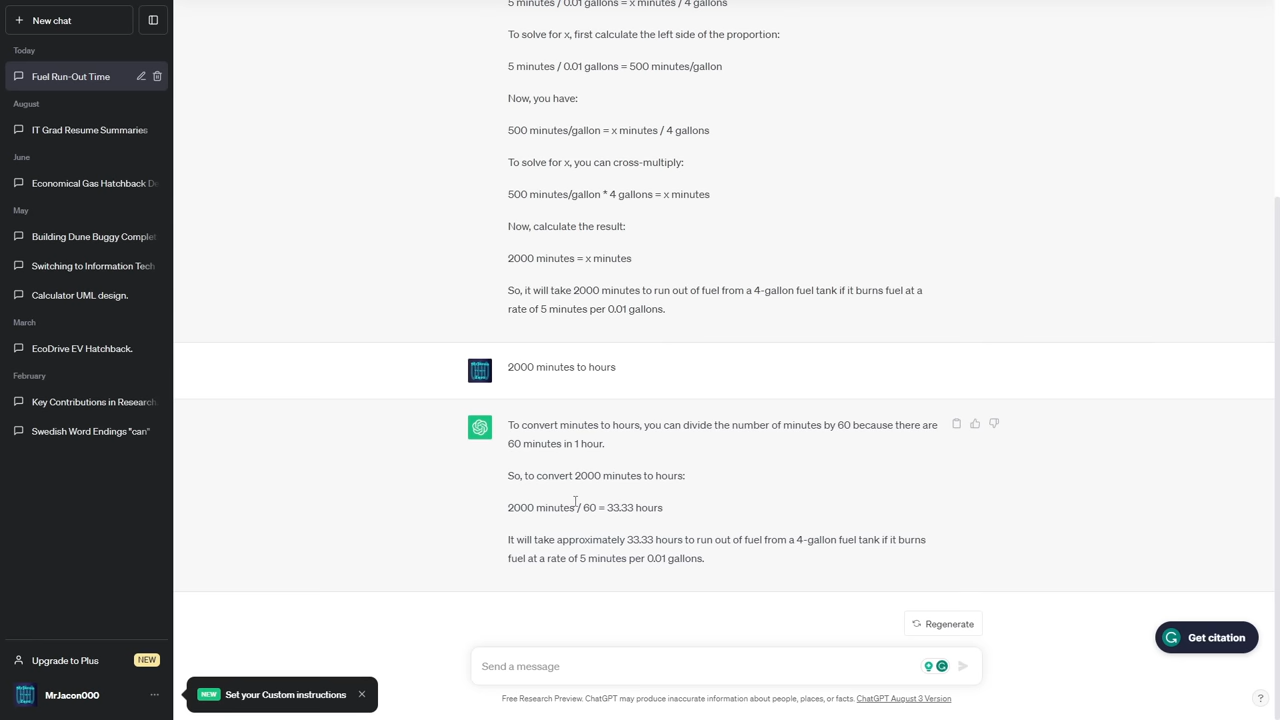 New chat
Today
Fuel Run-Out Time
August
IT Grad Resume Summaries
June
Economical Gas Hatchback De
May
Building Dune Buggy Complet
Switching to Information Tech
Calculator UML design.
March
EcoDrive EV Hatchback.
February
Key Contributions in Research
Swedish Word Endings "can"
Upgrade to Plus
NEW
MrJacon000
5 minutes / 0.01 gallons = x minutes / 4 gallons
To solve for x, first calculate the left side of the proportion:
5 minutes / 0.01 gallons = 500 minutes/gallon
Now, you have:
500 minutes/gallon = x minutes / 4 gallons
To solve for x, you can cross-multiply:
500 minutes/gallon * 4 gallons = x minutes
Now, calculate the result:
2000 minutes = x minutes
So, it will take 2000 minutes to run out of fuel from a 4-gallon fuel tank if it burns fuel at a
rate of 5 minutes per 0.01 gallons.
2000 minutes to hours
To convert minutes to hours, you can divide the number of minutes by 60 because there are
60 minutes in 1 hour.
So, to convert 2000 minutes to hours:
2000 minutes / 60 = 33.33 hours
It will take approximately 33.33 hours to run out of fuel from a 4-gallon fuel tank if it burns
fuel at a rate of 5 minutes per 0.01 gallons.
Regenerate
Get citation
Send a message
NEW Set your Custom instructions
Free Research Preview. ChatGPT may produce inaccurate information about people, places, or facts. ChatGPT August 3 Version
?